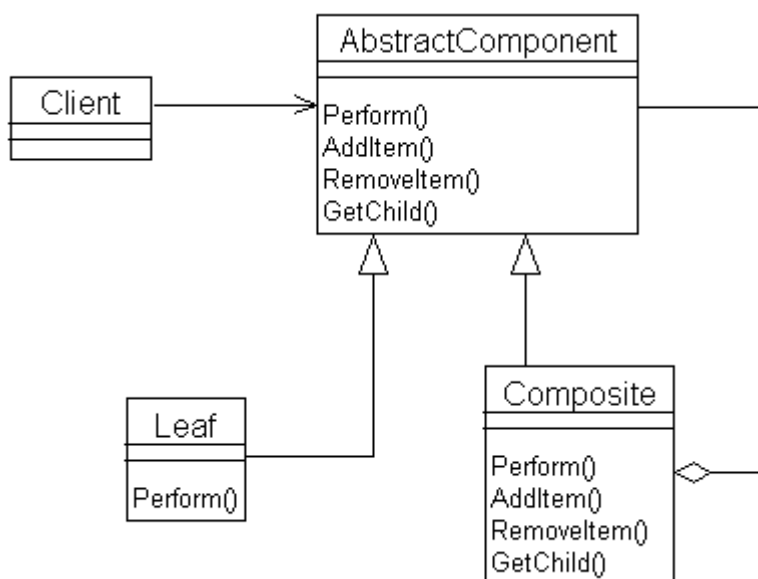 AbstractComponent
Perform()
AddItem()
RemoveItem()
GetChild()
Client
Leaf
Perform()
Composite
Perform()
AddItem()
RemoveItem()
GetChild()